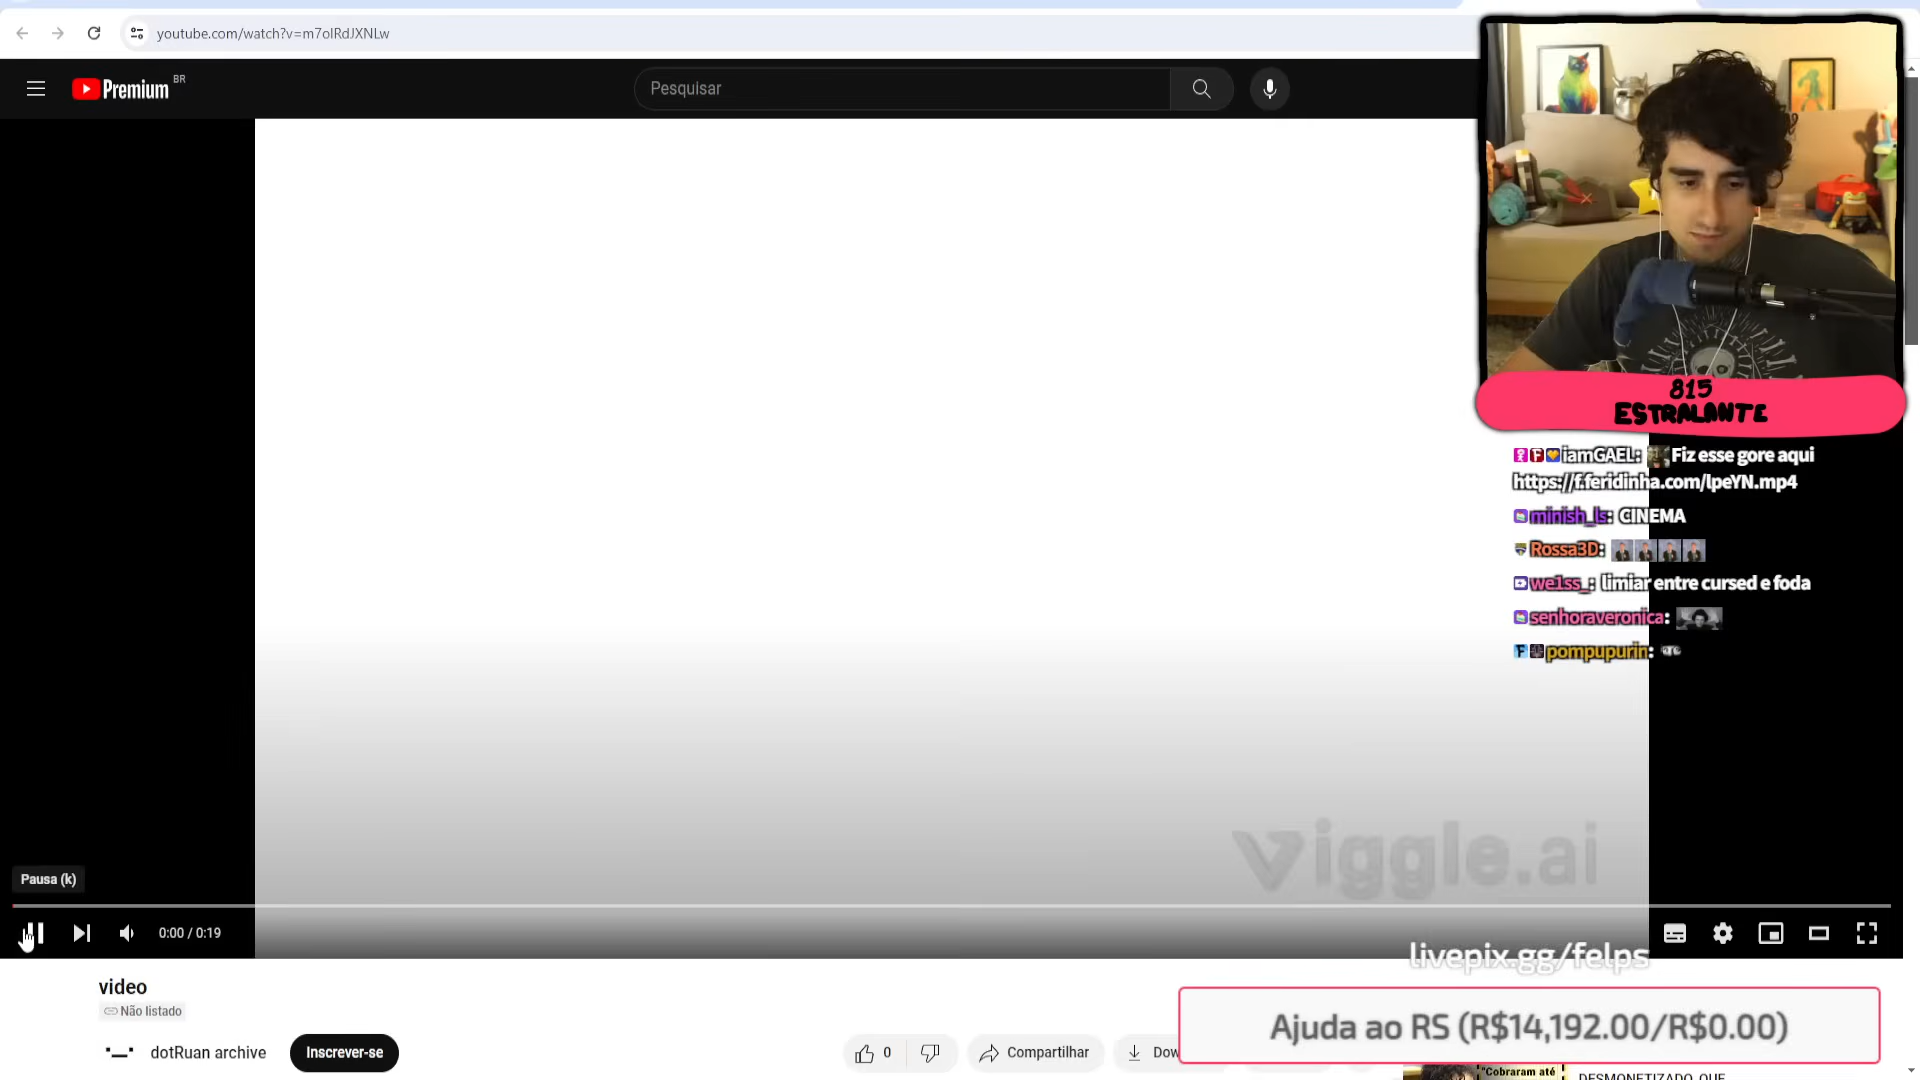 youtube.com/watch?v=m7olRdJXNLw
Premium BR
Pesquisar
815
ESTRALANTE
iamGAEL: Fiz esse gore aqui
https://f.feridinha.com/lpeYN.mp4
minish_ls: CINEMA
Rossa3D:
we1ss_: limiar entre cursed e foda
senhoraveronica:
pompupurin:
viggle.ai
Pausa (k)
0:00 / 0:19
livepix.gg/felps
video
Não listado
Ajuda ao RS (R$14,192.00/R$0.00)
dotRuan archive
Inscrever-se
0
Compartilhar
Dow
"Cobraram até
DESMONETIZADO, QUE